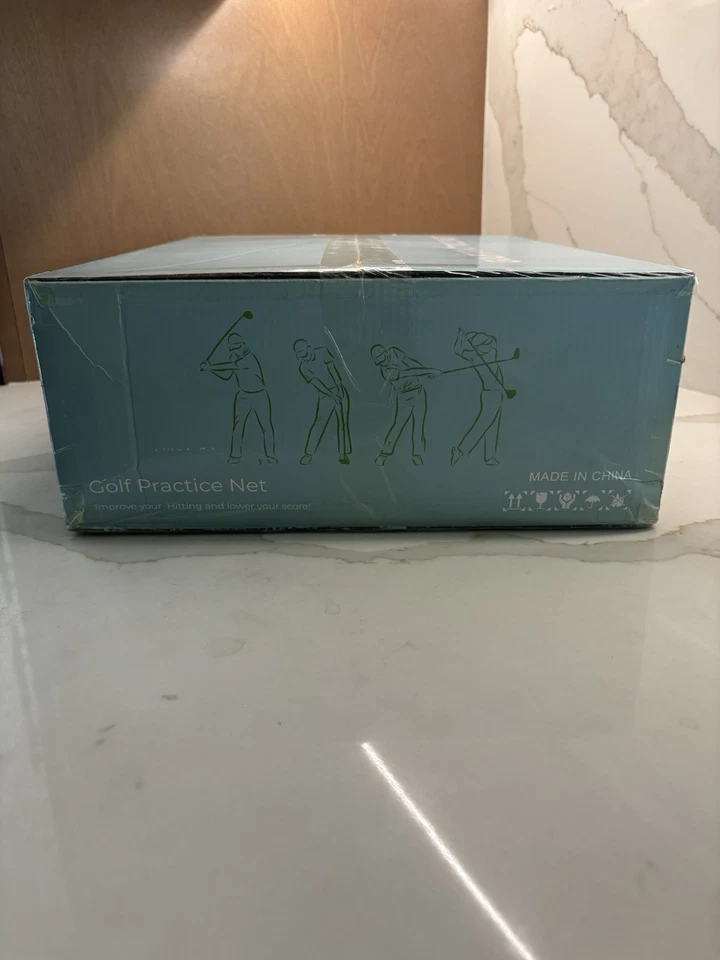 Golf Practice Net
Improve your Hitting and lower your score!
MADE IN CHINA